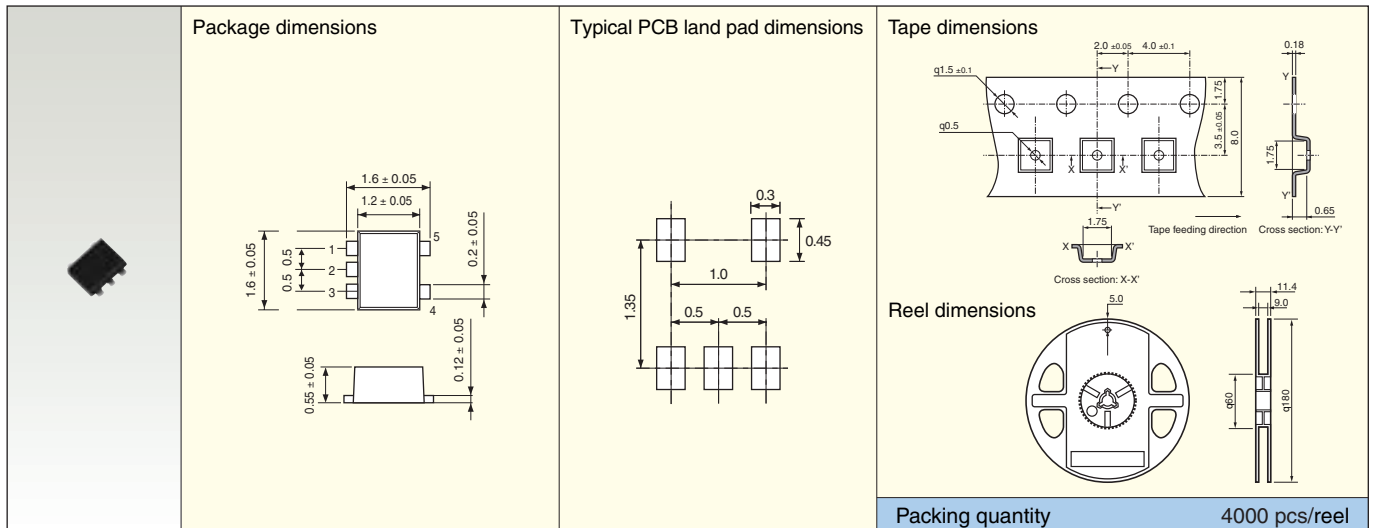 Package dimensions
1.6 ± 0.05
1.2 ± 0.05
1.6 ± 0.05
0.5
0.5
1
2
3
5
4
0.2 ± 0.05
0.55 ± 0.05
0.12 ± 0.05
Typical PCB land pad dimensions
0.3
0.45
1.0
1.35
0.5
0.5
Tape dimensions
2.0 ±0.05
4.0 ±0.1
0.18
q1.5 ±0.1
Y
Y
1.75
q0.5
3.5 ±0.05
8.0
1.75
X
X'
Y'
Y'
0.65
1.75
Tape feeding direction
Cross section: Y-Y'
X
X'
Cross section: X-X'
Reel dimensions
5.0
11.4
9.0
q60
q180
Packing quantity 4000 pcs/reel